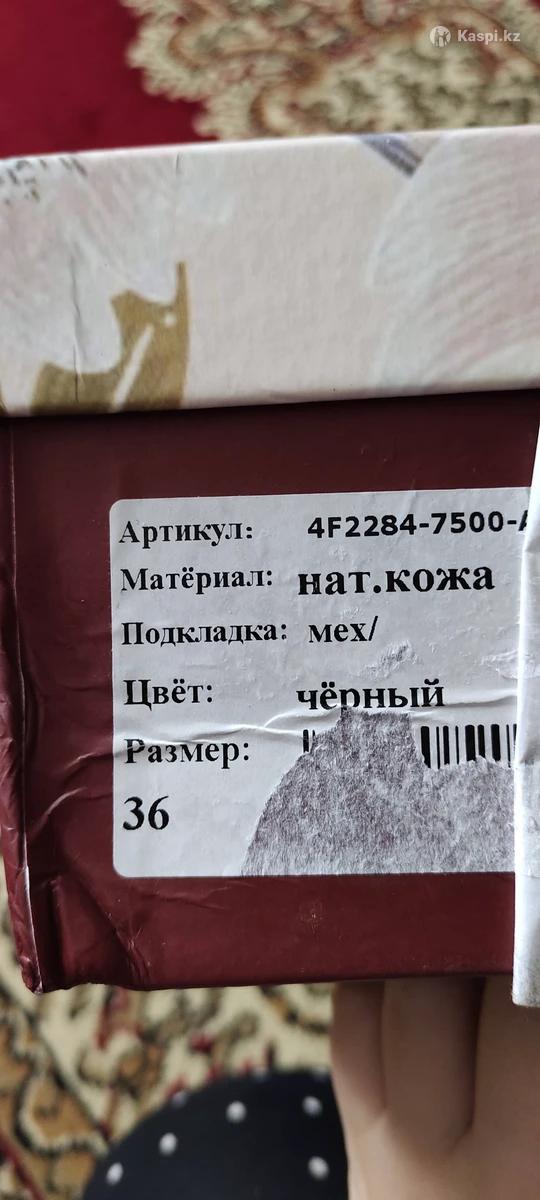 Kaspi.kz
Артикул: 4F2284-7500-
Матёриал: нат.кожа
Подкладка: мех/
Цвёт: чёрный
Размер:
36